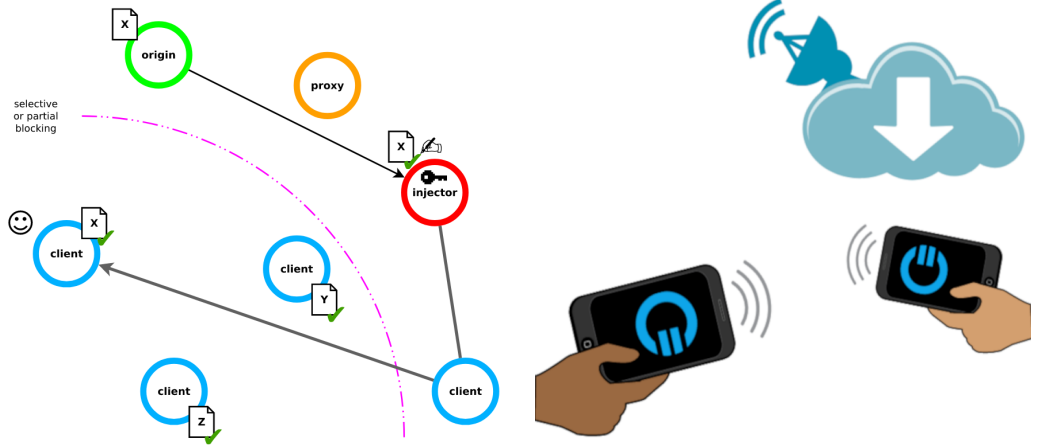 X
origin
proxy
selective
or partial
blocking
X
injector
X
client
client
Y
client
Z
client